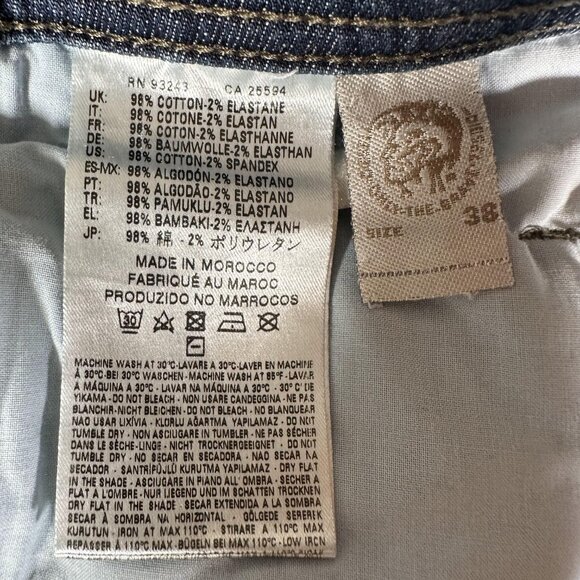 RN 93243 CA 25594
UK: 98% COTTON-2% ELASTANE
IT: 98% COTONE-2% ELASTAN
FR: 98% COTON-2% ELASTHANNE
DE: 98% BAUMWOLLE-2% ELASTHAN
US: 98% COTTON-2% SPANDEX
ES-MX: 98% ALGODÓN-2% ELASTANO
PT: 98% ALGODÃO-2% ELASTANO
TR: 98% PAMUKLU-2% ELASTAN
EL: 98% BAMBAKI-2% ΕΛΑΣΤΑΝΗ
JP: 98% 綿 -2% ポリウレタン
MADE IN MOROCCO
FABRIQUÉ AU MAROC
PRODUZIDO NO MARROCOS
30
MACHINE WASH AT 30°C-LAVARE A 30°C-LAVER EN MACHINE
À 30°C-BEI 30°C WASCHEN - MACHINE WASH AT 85°F-LAVAR
A MÁQUINA A 30°C - LAVAR NA MÁQUINA A 30°C - 30°C'DE
YIKAMA - DO NOT BLEACH - NON USARE CANDEGGINA - NE PAS
BLANCHIR-NICHT BLEICHEN - DO NOT BLEACH - NO BLANQUEAR
NÃO USAR LIXÍVIA - KLORLU AĞARTMA YAPILAMAZ - DO NOT
TUMBLE DRY - NON ASCIUGARE IN TUMBLER - NE PAS SÉCHER
DANS LE SÈCHE-LINGE - NICHT TROCKNERGEEIGNET - DO NOT
TUMBLE DRY - NO SECAR EN SECADORA - NÃO SECAR NA
SECADOR - SANTRİFÜJLÜ KURUTMA YAPILAMAZ - DRY FLAT
IN THE SHADE - ASCIUGARE IN PIANO ALL'OMBRA - SÉCHER A
FLAT A L'OMBRE - NUR LIEGEND UND IM SCHATTEN TROCKNEN
DRY FLAT IN THE SHADE - SECAR EXTENDIDA A LA SOMBRA
SECAR À SOMBRA NA HORIZONTAL - GÖLGEDE SEREREK
KURUTUN - IRON AT 110°C MAX - STIRARE A 110°C MAX
REPASSER À 110°C MAX - BÜGELN BEI MAX 110°C - LOW IRON
SIZE 38